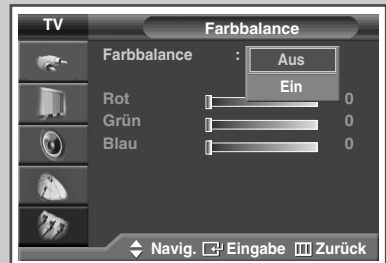 TV
Farbbalance
Farbbalance : Aus
Ein
Rot 0
Grün 0
Blau 0
Navig. Eingabe Zurück